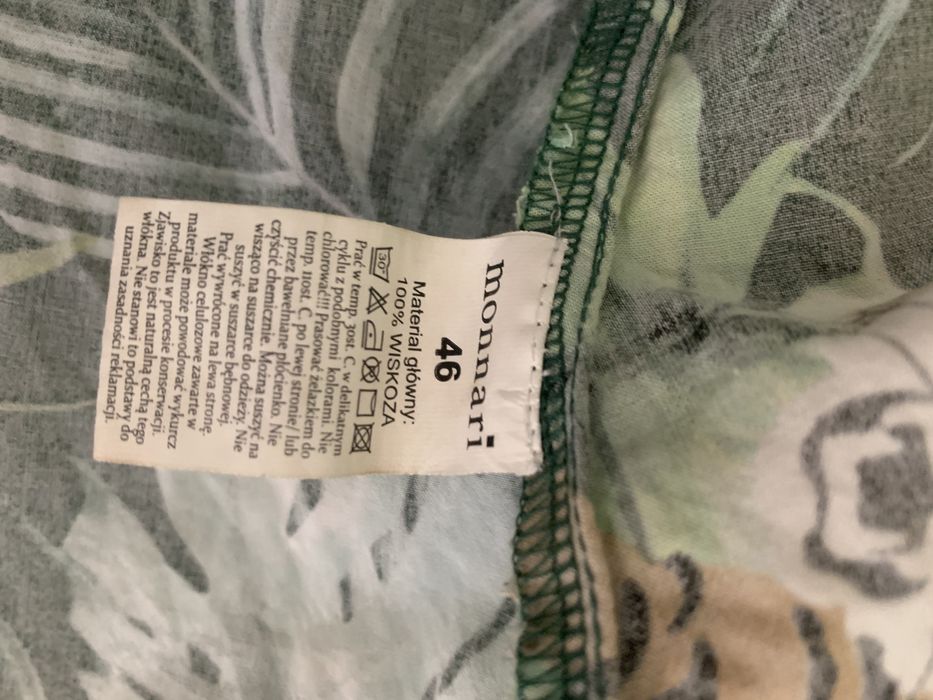 monnari
46
Materiał główny:
100% WISKOZA
30
Prać w temp. 30st. C. w delikatnym
cyklu z podobnymi kolorami. Nie
chlorować!!! Prasować żelazkiem do
temp. 110st. C po lewej stronie/ lub
przez bawełniane płócienko. Nie
czyścić chemicznie. Można suszyć na
wisząco na suszarce do odzieży. Nie
suszyć w suszarce bębnowej.
Prać wywrócone na lewą stronę.
Włókno celulozowe zawarte w
materiale może powodować wykurcz
produktu w procesie konserwacji.
Zjawisko to jest naturalną cechą tego
włókna. Nie stanowi to podstawy do
uznania zasadności reklamacji.